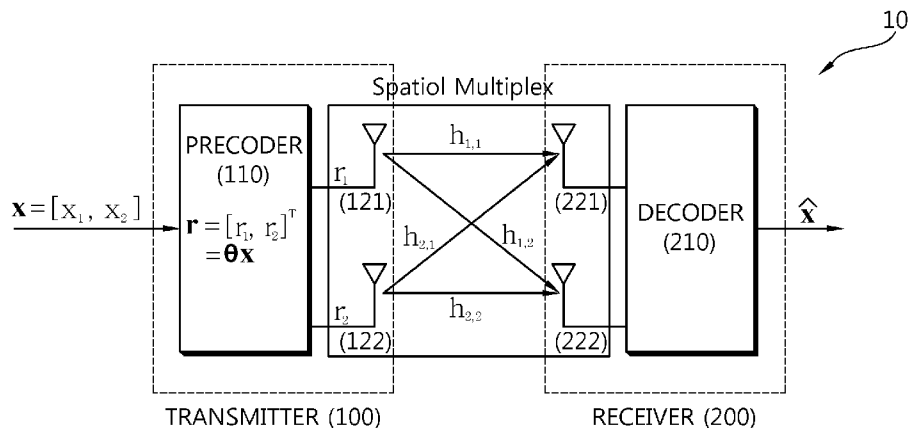 10
Spatiol Multiplex
PRECODER
(110)
r = [r₁, r₂]ᵀ
= θx
x = [x₁, x₂]
r₁
(121)
r₂
(122)
h₁,₁
h₂,₁
h₁,₂
h₂,₂
(221)
(222)
DECODER
(210)
x̂
TRANSMITTER (100)
RECEIVER (200)